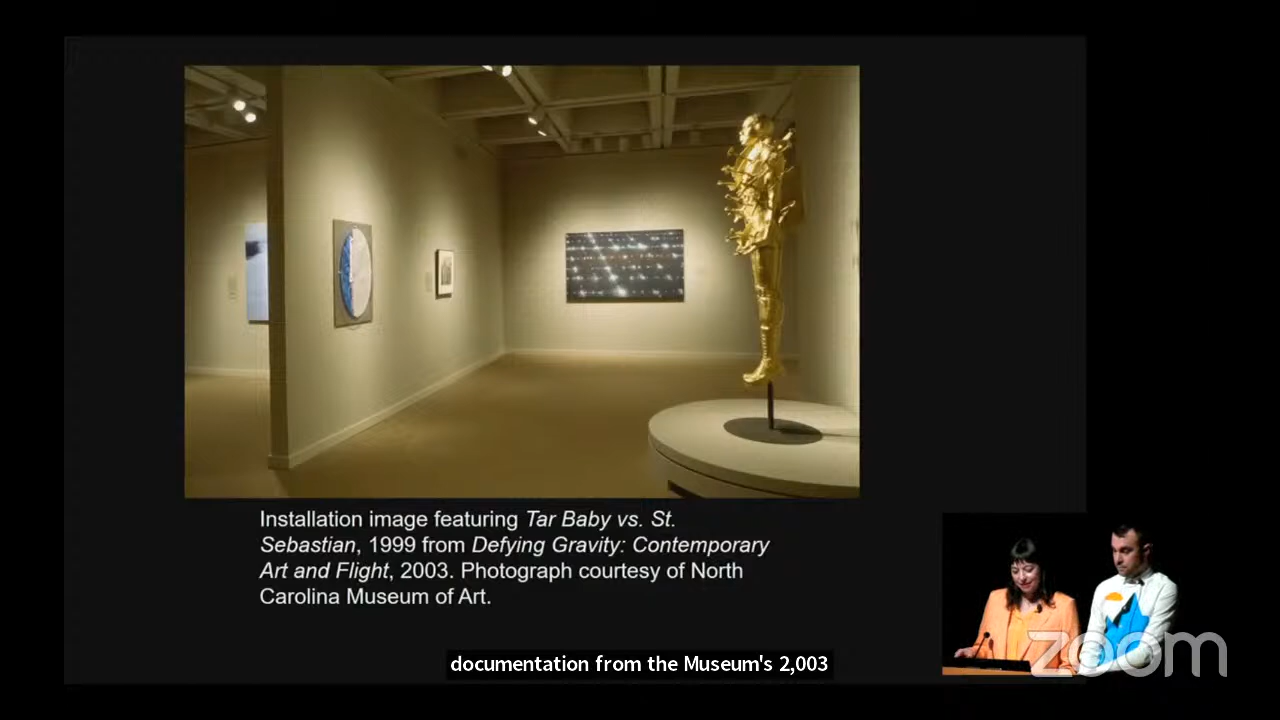 Installation image featuring Tar Baby vs. St.
Sebastian, 1999 from Defying Gravity: Contemporary
Art and Flight, 2003. Photograph courtesy of North
Carolina Museum of Art.
documentation from the Museum's 2,003
zoom